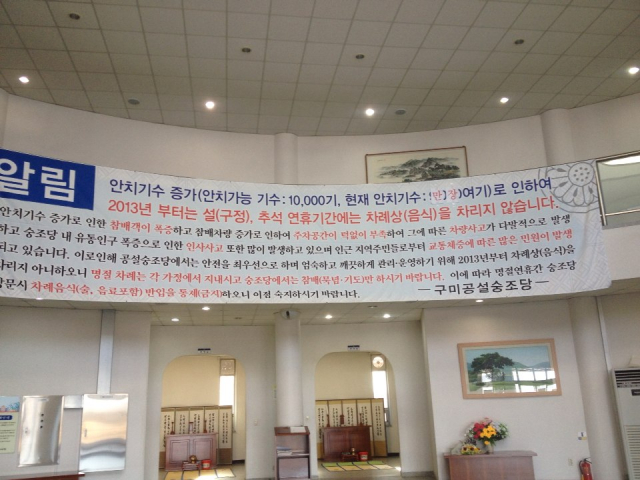 알림
안치기수 증가(안치가능 기수 : 10,000기, 현재 안치기수 : 만장여기)로 인하여
2013년 부터는 설(구정), 추석 연휴기간에는 차례상(음식)을 차리지 않습니다.
안치기수 증가로 인한 참배객이 폭증하고 참배차량 증가로 인하여 주차공간이 턱없이 부족하여 그에 따른 차량사고가 다발적으로 발생
하고 숭조당 내 유동인구 폭증으로 인한 인사사고 또한 많이 발생하고 있으며 인근 지역주민들로부터 교통체증에 따른 많은 민원이 발생
되고 있습니다. 이로인해 공설숭조당에서는 안전을 최우선으로 하며 엄숙하고 깨끗하게 관리·운영하기 위해 2013년부터 차례상(음식)을
차리지 아니하오니 명절 차례는 각 가정에서 지내시고 숭조당에서는 참배(묵념·기도)만 하시기 바랍니다. 이에 따라 명절연휴간 숭조당
방문시 차례음식(술, 음료포함) 반입을 통제(금지)하오니 이점 숙지하시기 바랍니다.
― 구미공설숭조당 ―